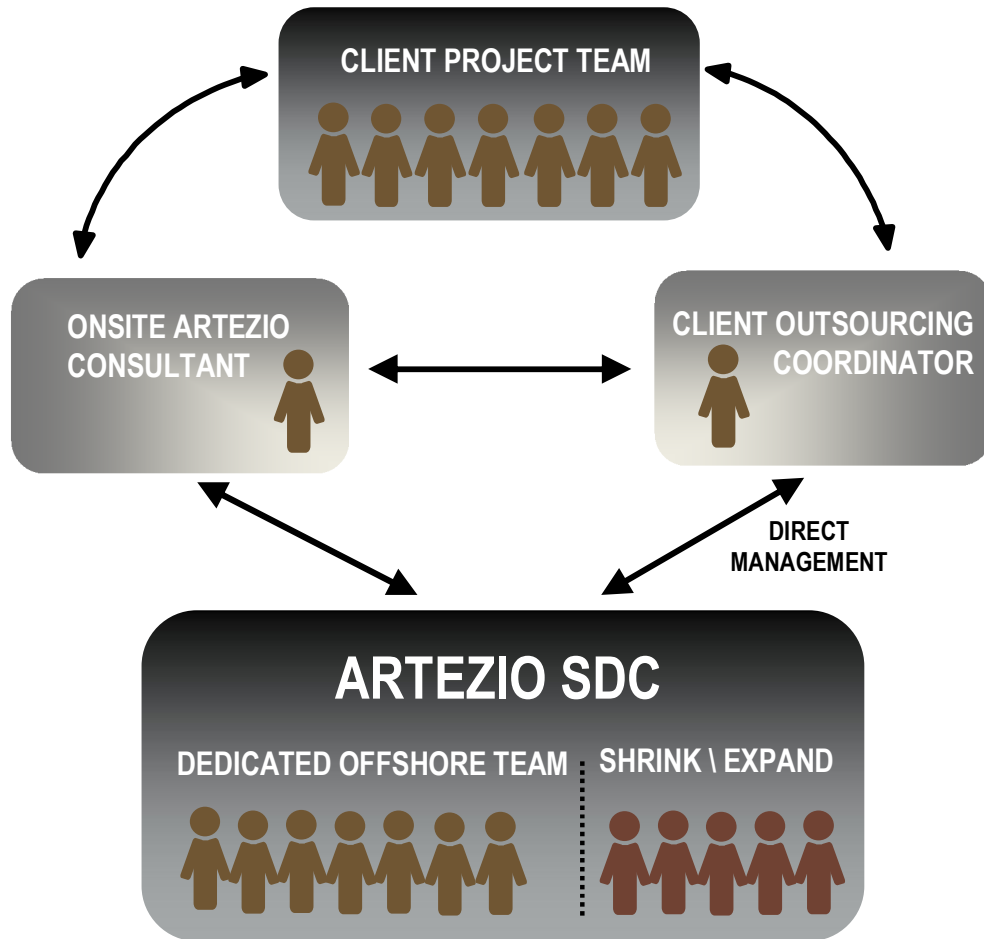 CLIENT PROJECT TEAM
ONSITE ARTEZIO
CONSULTANT
CLIENT OUTSOURCING
COORDINATOR
DIRECT
MANAGEMENT
ARTEZIO SDC
DEDICATED OFFSHORE TEAM
SHRINK \ EXPAND